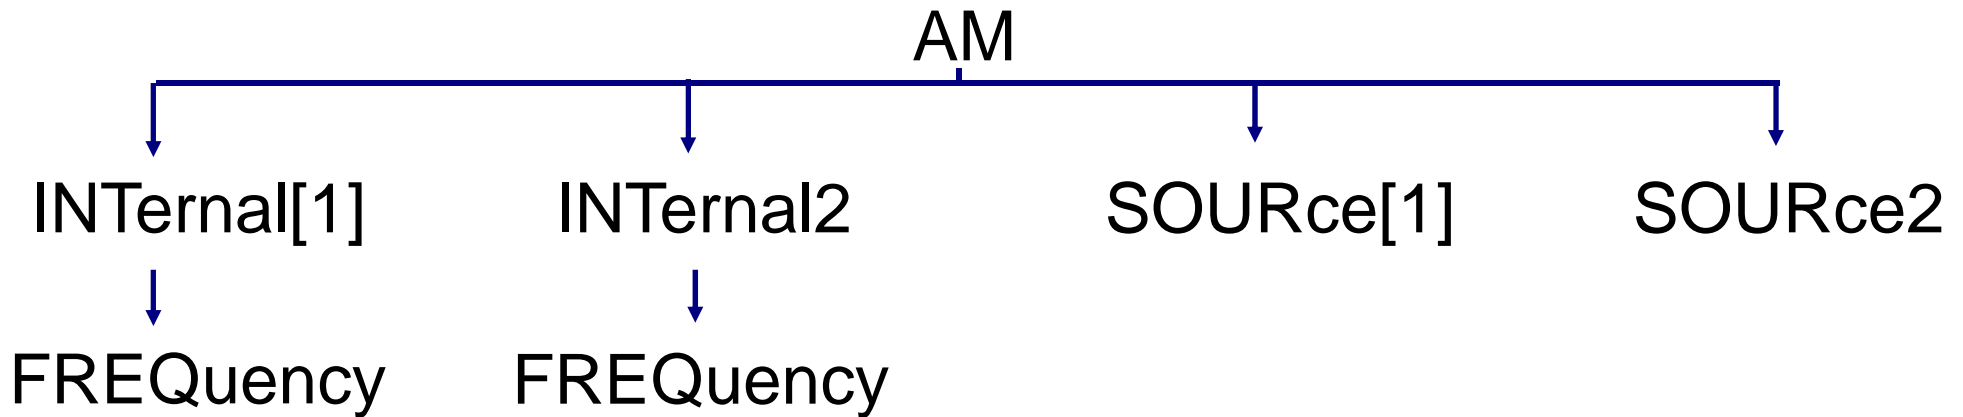 AM
INTernal[1] INTernal2 SOURce[1] SOURce2
FREQuency FREQuency